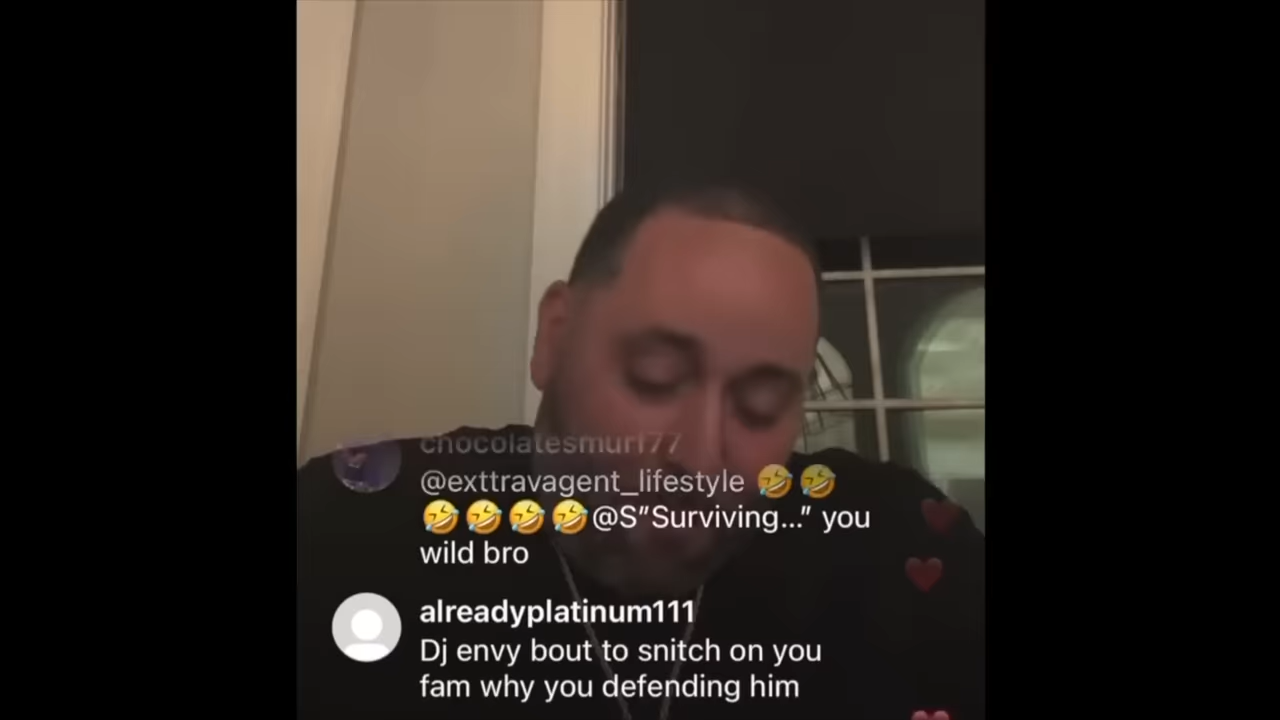 chocolatesmurf77
@exttravagent_lifestyle 🤣🤣
🤣🤣🤣🤣@S"Surviving..." you
wild bro
alreadyplatinum111
Dj envy bout to snitch on you
fam why you defending him